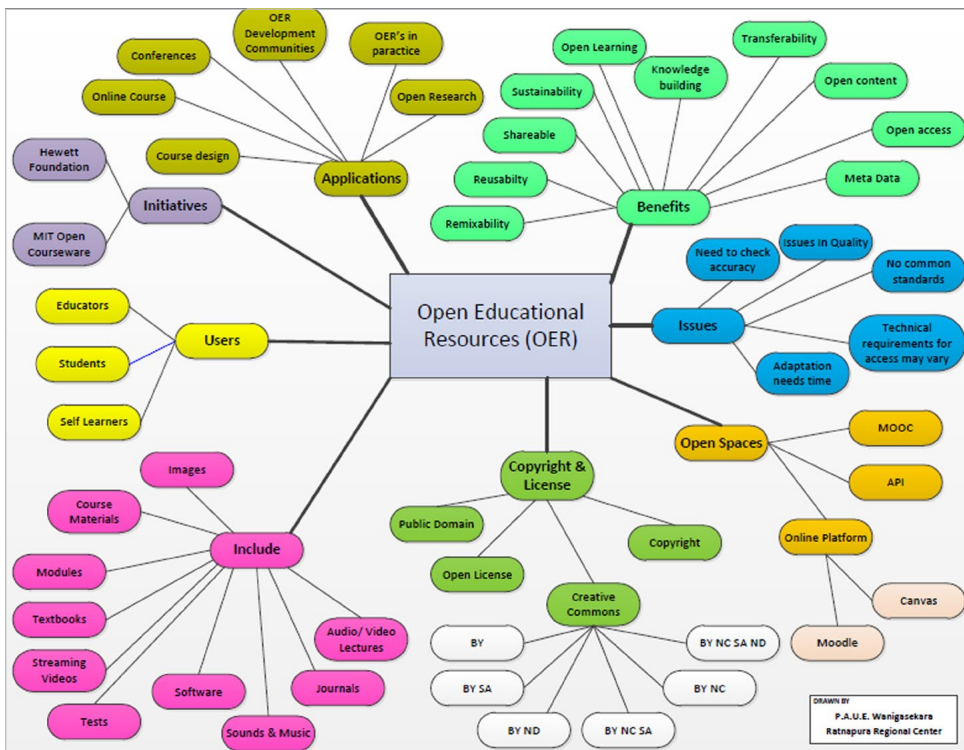 OER
Development
Communities
OER's in
paractice
Conferences
Online Course
Open Research
Course design
Applications
Open Learning
Transferability
Knowledge
building
Sustainability
Open content
Shareable
Open access
Reusabilty
Meta Data
Remixability
Benefits
Hewett
Foundation
Initiatives
MIT Open
Courseware
Need to check
accuracy
Issues in Quality
No common
standards
Issues
Technical
requirements for
access may vary
Adaptation
needs time
Open Educational
Resources (OER)
Educators
Users
Students
Self Learners
Open Spaces
MOOC
API
Online Platform
Canvas
Moodle
Copyright &
License
Public Domain
Copyright
Open License
Creative
Commons
BY
BY NC SA ND
BY SA
BY NC
BY ND
BY NC SA
Images
Course
Materials
Include
Modules
Textbooks
Streaming
Videos
Tests
Software
Sounds & Music
Journals
Audio/ Video
Lectures
DRAWN BY
P.A.U.E. Wanigasekara
Ratnapura Regional Center